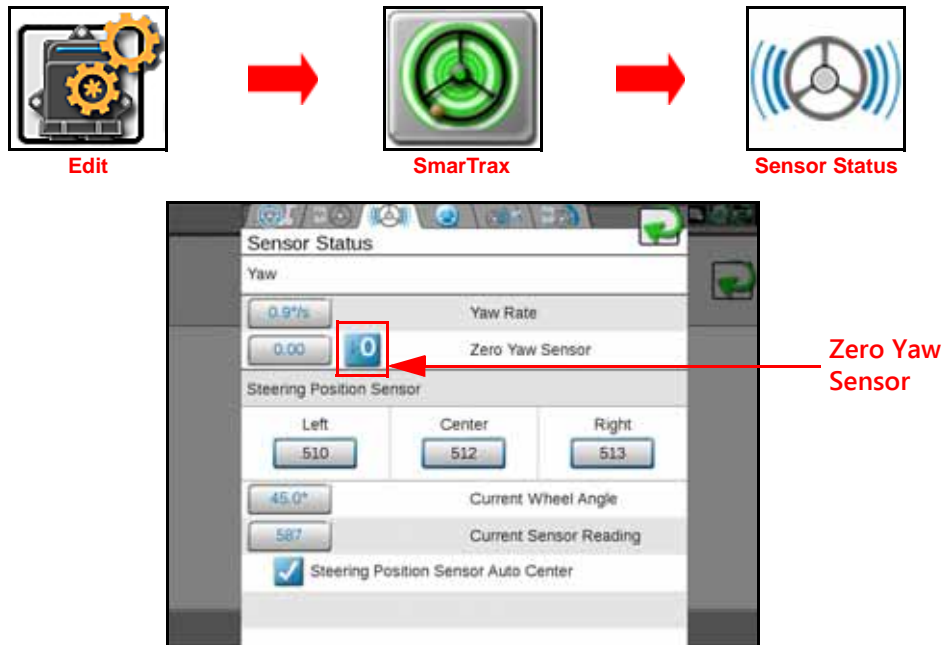 Edit
SmarTrax
Sensor Status
Sensor Status
Yaw
0.9°/s Yaw Rate
0.00 0 Zero Yaw Sensor
Zero Yaw
Sensor
Steering Position Sensor
Left Center Right
510 512 513
45.0° Current Wheel Angle
587 Current Sensor Reading
Steering Position Sensor Auto Center